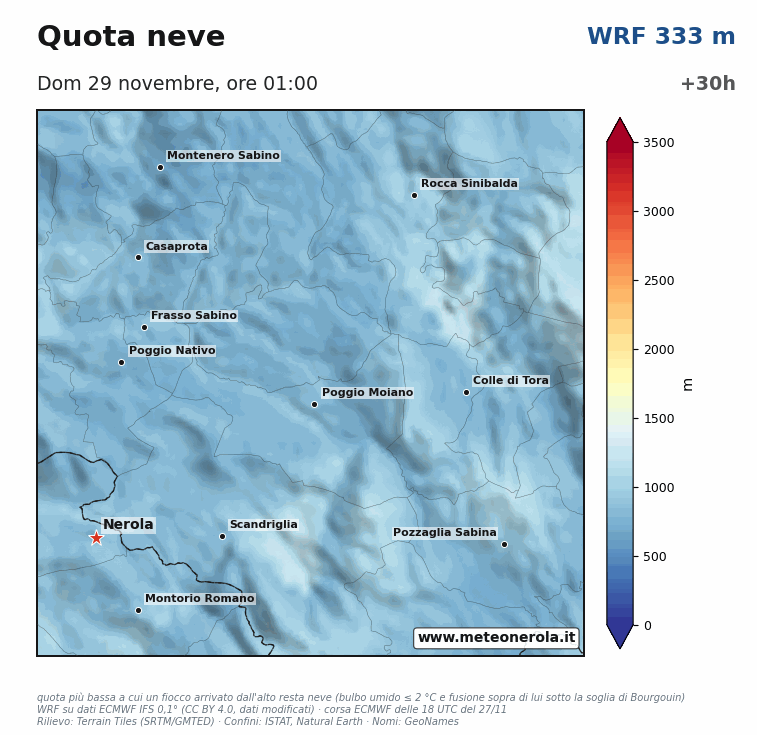 Quota neve
WRF 333 m
Dom 29 novembre, ore 01:00
+30h
Montenero Sabino
Rocca Sinibalda
Casaprota
Frasso Sabino
Poggio Nativo
Poggio Moiano
Colle di Tora
Nerola
Scandriglia
Pozzaglia Sabina
Montorio Romano
www.meteonerola.it
3500
3000
2500
2000
1500
1000
500
0
m
quota più bassa a cui un fiocco arrivato dall'alto resta neve (bulbo umido ≤ 2 °C e fusione sopra di lui sotto la soglia di Bourgouin)
WRF su dati ECMWF IFS 0,1° (CC BY 4.0, dati modificati) · corsa ECMWF delle 18 UTC del 27/11
Rilievo: Terrain Tiles (SRTM/GMTED) · Confini: ISTAT, Natural Earth · Nomi: GeoNames